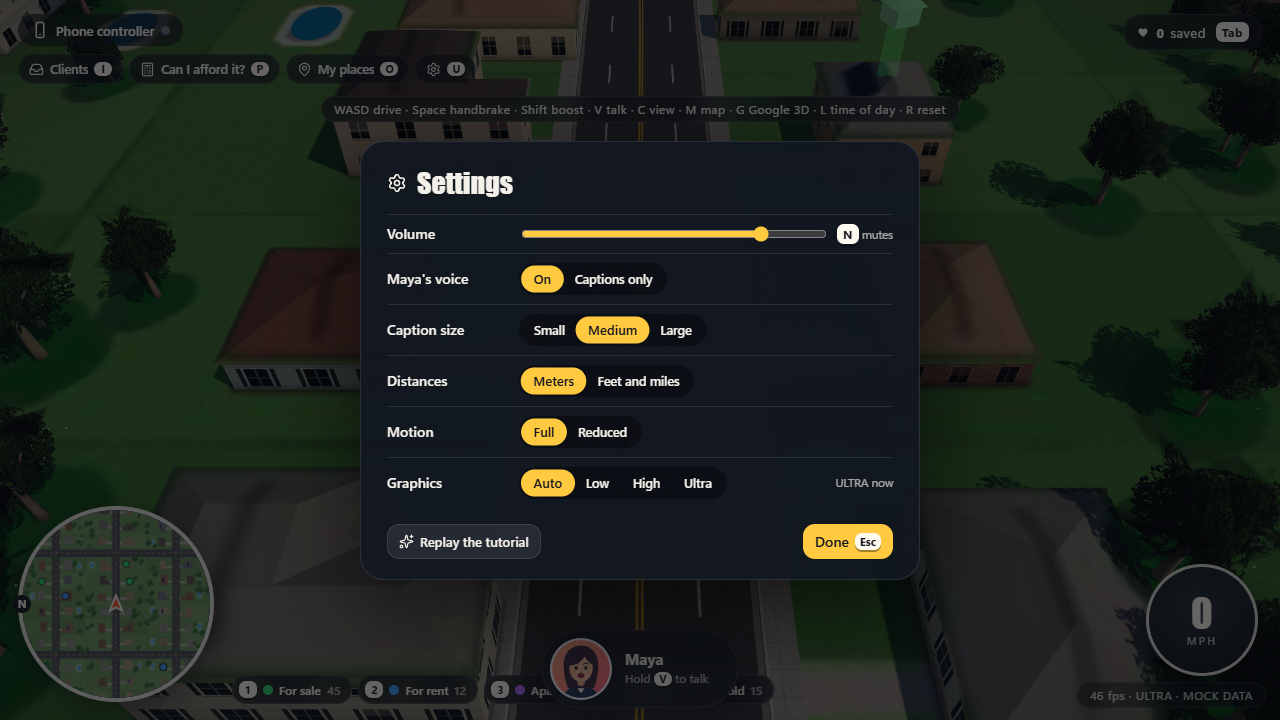 Phone controller
0 saved Tab
Clients I Can I afford it? P My places O U
WASD drive · Space handbrake · Shift boost · V talk · C view · M map · G Google 3D · L time of day · R reset
Settings
Volume N mutes
Maya's voice On Captions only
Caption size Small Medium Large
Distances Meters Feet and miles
Motion Full Reduced
Graphics Auto Low High Ultra ULTRA now
Replay the tutorial Done Esc
N
0
MPH
Maya
Hold V to talk
1 For sale 45 2 For rent 12 3 15
46 fps · ULTRA · MOCK DATA